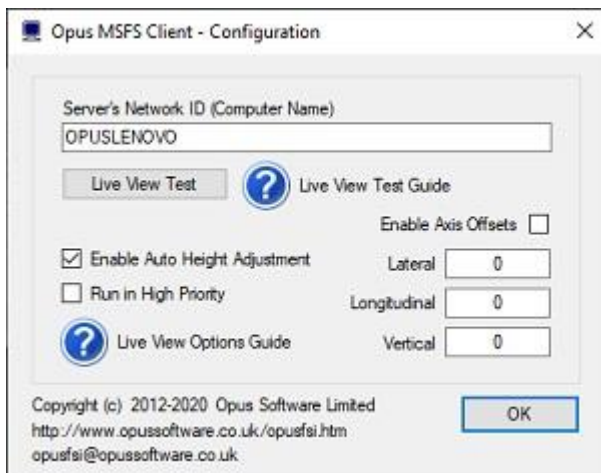 Opus MSFS Client - Configuration
Server's Network ID (Computer Name)
OPUSLENOVO
Live View Test
? Live View Test Guide
Enable Axis Offsets
Enable Auto Height Adjustment
Lateral 0
Run in High Priority
Longitudinal 0
? Live View Options Guide
Vertical 0
Copyright (c) 2012-2020 Opus Software Limited
OK
http://www.opussoftware.co.uk/opusfsi.htm
opusfsi@opussoftware.co.uk